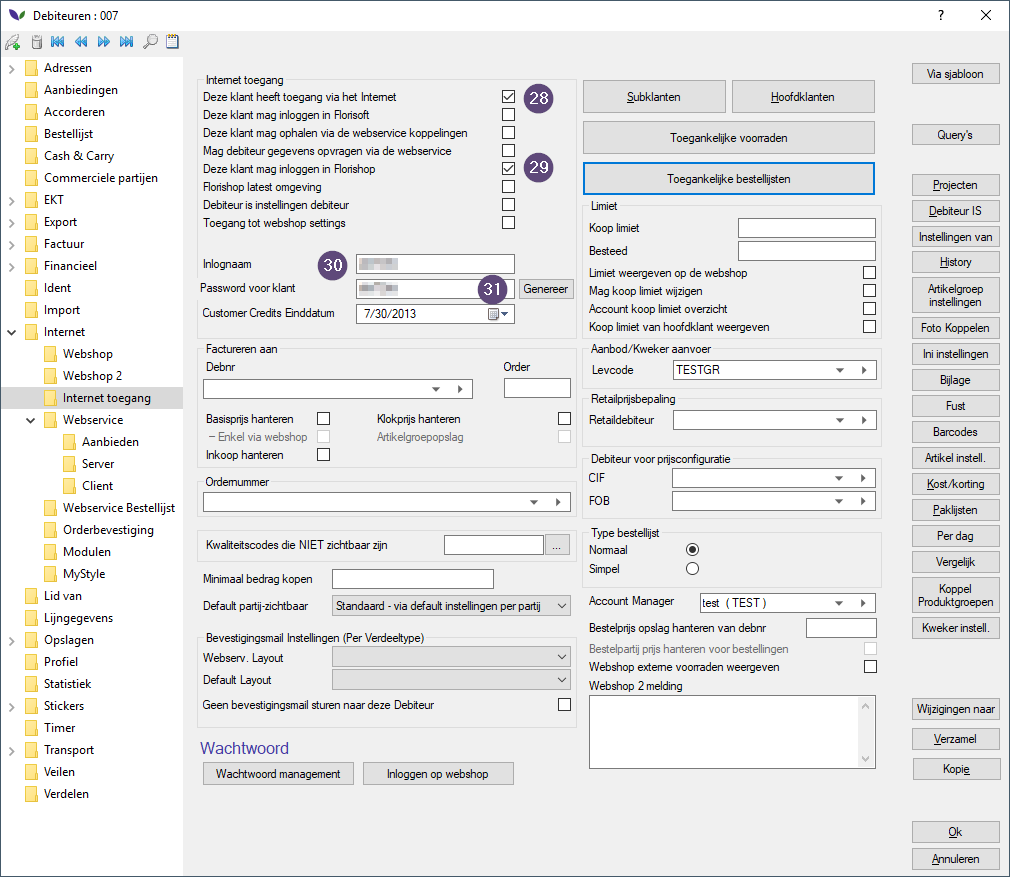 Debiteuren : 007
?
Adressen
Aanbiedingen
Accorderen
Bestellijst
Cash & Carry
Commerciele partijen
EKT
Export
Factuur
Financieel
Ident
Import
Internet
Webshop
Webshop 2
Internet toegang
Webservice
Aanbieden
Server
Client
Webservice Bestellijst
Orderbevestiging
Modulen
MyStyle
Lid van
Lijngegevens
Opslagen
Profiel
Statistiek
Stickers
Timer
Transport
Veilen
Verdelen
Internet toegang
Deze klant heeft toegang via het Internet
28
Deze klant mag inloggen in Florisoft
Deze klant mag ophalen via de webservice koppelingen
Mag debiteur gegevens opvragen via de webservice
Deze klant mag inloggen in Florishop
29
Florishop latest omgeving
Debiteur is instellingen debiteur
Toegang tot webshop settings
Inlognaam
30
Password voor klant
31
Genereer
Customer Credits Einddatum
7/30/2013
Factureren aan
Debnr
Order
Basisprijs hanteren
Klokprijs hanteren
– Enkel via webshop
Artikelgroepopslag
Inkoop hanteren
Ordernummer
Kwaliteitscodes die NIET zichtbaar zijn
...
Minimaal bedrag kopen
Default partij-zichtbaar
Standaard - via default instellingen per partij
Bevestigingsmail Instellingen (Per Verdeeltype)
Webserv. Layout
Default Layout
Geen bevestigingsmail sturen naar deze Debiteur
Wachtwoord
Wachtwoord management
Inloggen op webshop
Subklanten
Hoofdklanten
Toegankelijke voorraden
Toegankelijke bestellijsten
Limiet
Koop limiet
Besteed
Limiet weergeven op de webshop
Mag koop limiet wijzigen
Account koop limiet overzicht
Koop limiet van hoofdklant weergeven
Aanbod/Kweker aanvoer
Levcode
TESTGR
Retailprijsbepaling
Retaildebiteur
Debiteur voor prijsconfiguratie
CIF
FOB
Type bestellijst
Normaal
Simpel
Account Manager
test ( TEST )
Bestelprijs opslag hanteren van debnr
Bestelpartij prijs hanteren voor bestellingen
Webshop externe voorraden weergeven
Webshop 2 melding
Via sjabloon
Query's
Projecten
Debiteur IS
Instellingen van
History
Artikelgroep
instellingen
Foto Koppelen
Ini instellingen
Bijlage
Fust
Barcodes
Artikel instell.
Kost/korting
Paklijsten
Per dag
Vergelijk
Koppel
Produktgroepen
Kweker instell.
Wijzigingen naar
Verzamel
Kopie
Ok
Annuleren